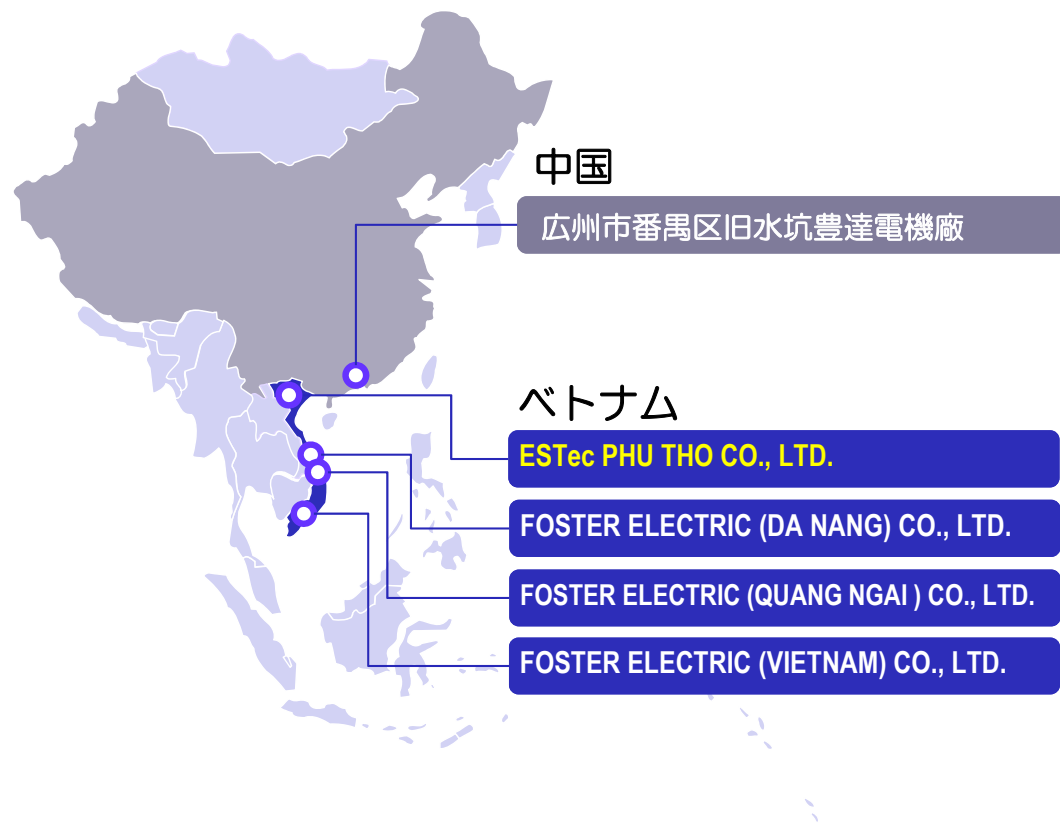 中国
広州市番禺区旧水坑豊達電機廠
ベトナム
ESTec PHU THO CO., LTD.
FOSTER ELECTRIC (DA NANG) CO., LTD.
FOSTER ELECTRIC (QUANG NGAI ) CO., LTD.
FOSTER ELECTRIC (VIETNAM) CO., LTD.